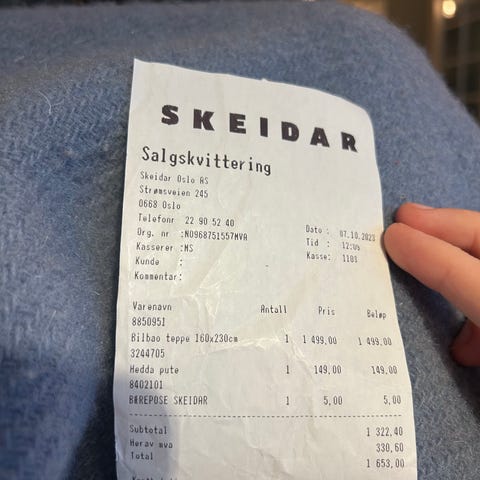 SKEIDAR
Salgskvittering
Skeidar Oslo AS
Strømsveien 245
0668 Oslo
Telefonr 22 90 52 40
Org. nr :NO968751557MVA
Kasserer :MS
Kunde :
Kommentar:
Dato : 07.10.2023
Tid : 12:06
Kasse: 1101
Varenavn Antall Pris Beløp
8850951
Bilbao teppe 160x230cm 1 1 499,00 1 499,00
3244705
Hedda pute 1 149,00 149,00
8402101
BÆREPOSE SKEIDAR 1 5,00 5,00
Subtotal 1 322,40
Herav mva 330,60
Total 1 653,00